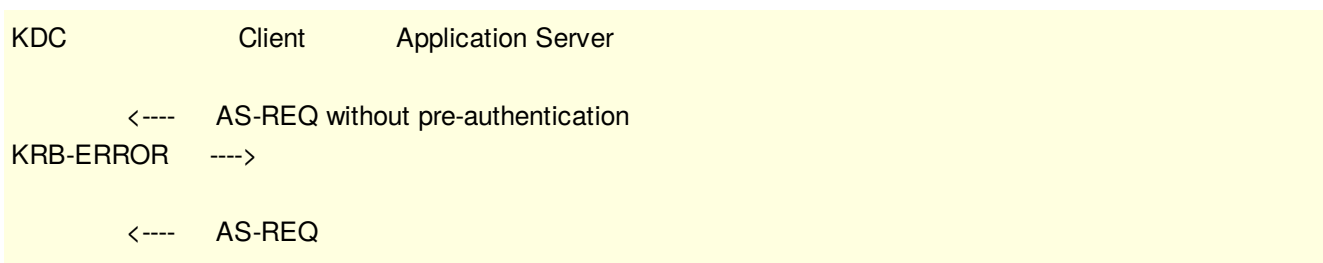 KDC Client Application Server
<---- AS-REQ without pre-authentication
KRB-ERROR ---->
<---- AS-REQ